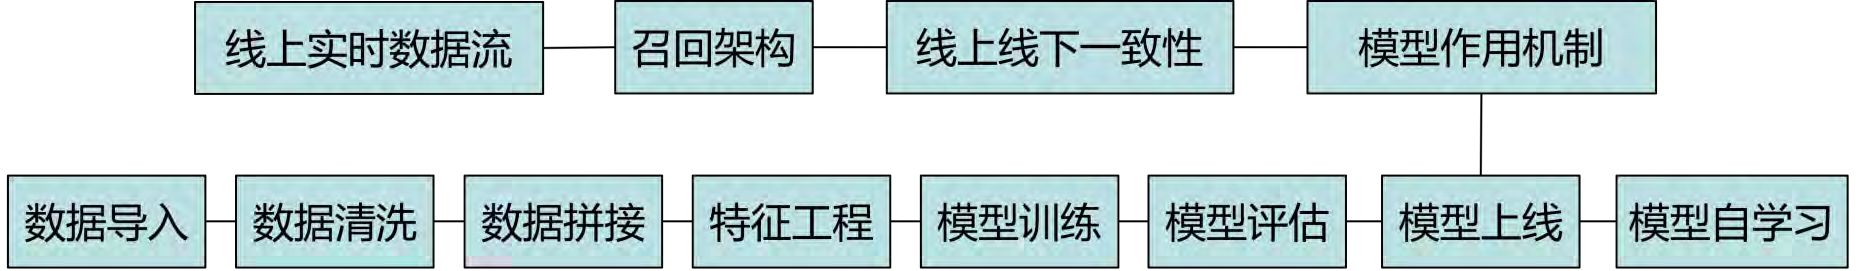 线上实时数据流
召回架构
线上线下一致性
模型作用机制
数据导入
数据清洗
数据拼接
特征工程
模型训练
模型评估
模型上线
模型自学习